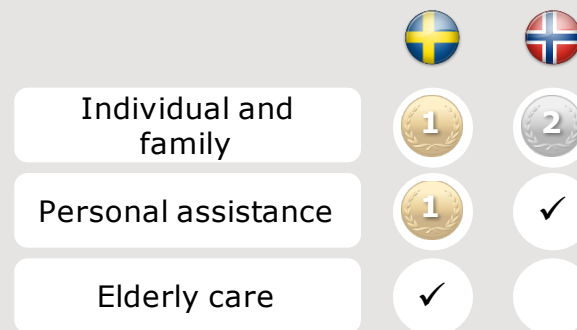 Individual and
family
1
2
Personal assistance
1
✓
Elderly care
✓